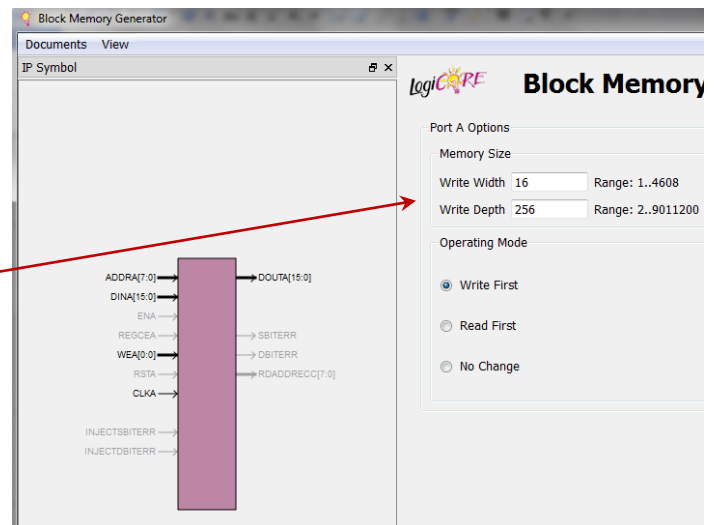 Block Memory Generator
Documents View
IP Symbol
LogiCORE Block Memory
Port A Options
Memory Size
Write Width 16 Range: 1..4608
Write Depth 256 Range: 2..9011200
Operating Mode
Write First
Read First
No Change
ADDRA[7:0]
DINA[15:0]
ENA
REGCEA
WEA[0:0]
RSTA
CLKA
INJECTSBITERR
INJECTDBITERR
DOUTA[15:0]
SBITERR
DBITERR
RDADDRECC[7:0]